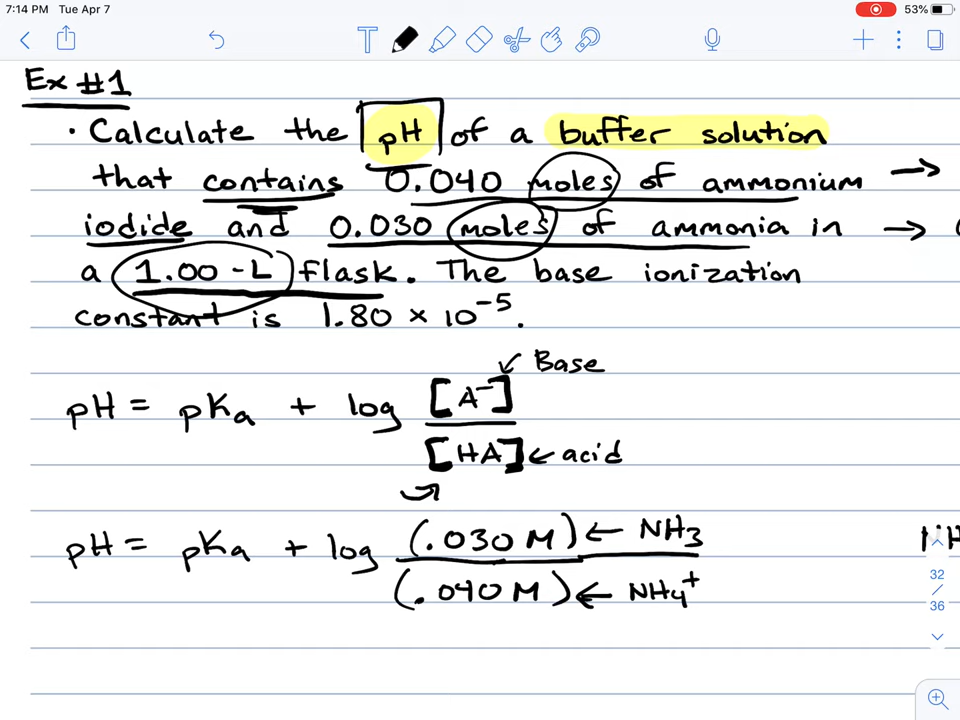 7:14 PM Tue Apr 7 53%
T
Ex #1
· Calculate the pH of a buffer solution
that contains 0.040 moles of ammonium →
iodide and 0.030 moles of ammonia in →
a 1.00-L flask. The base ionization
constant is 1.80 × 10⁻⁵.
↙ Base
pH = pKa + log [A⁻]
[HA] ← acid
pH = pKa + log (.030 M) ← NH₃
(.040 M) ← NH₄⁺
32
/
36